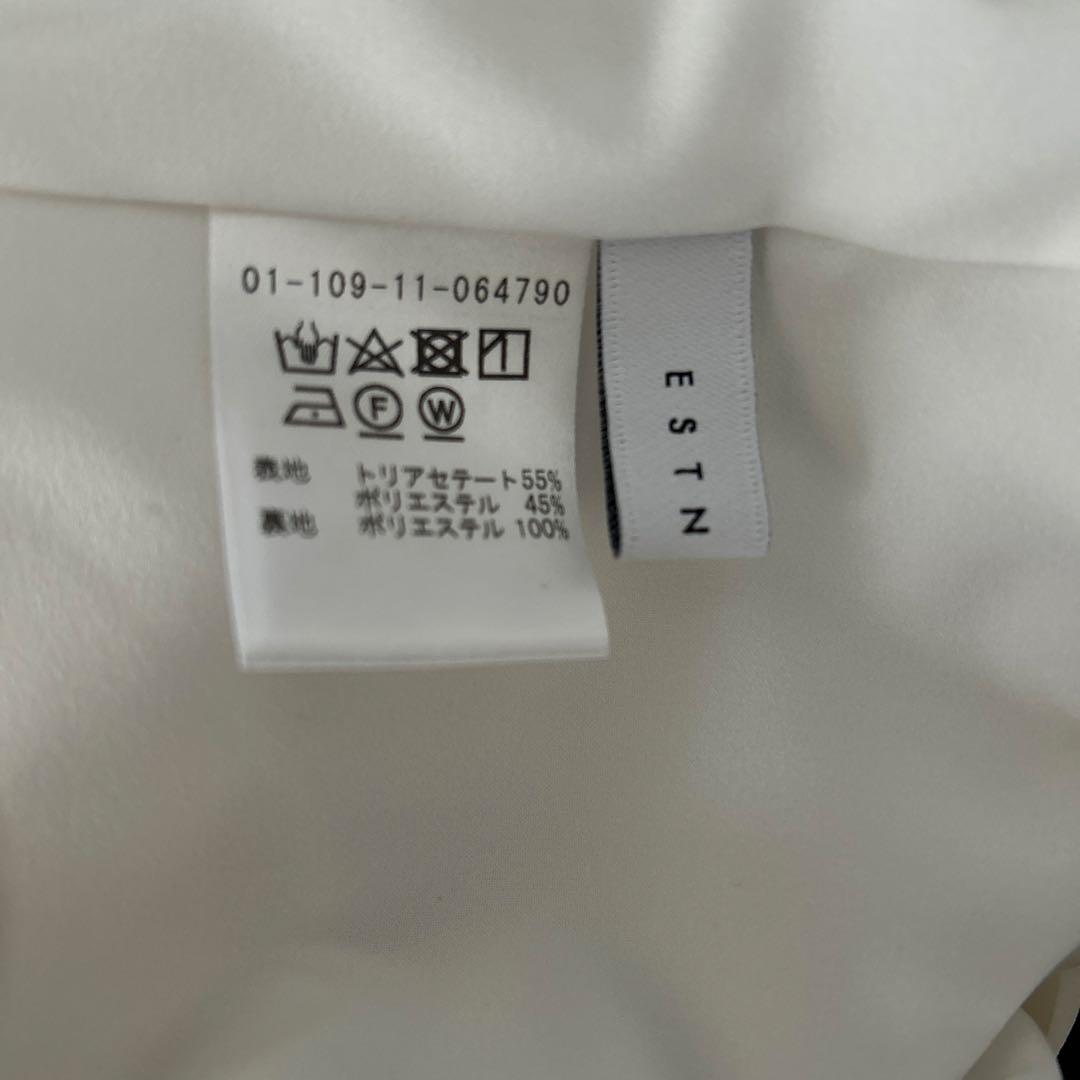 01-109-11-064790
F W
表地 トリアセテート55%
ポリエステル 45%
裏地 ポリエステル 100%
ESTN